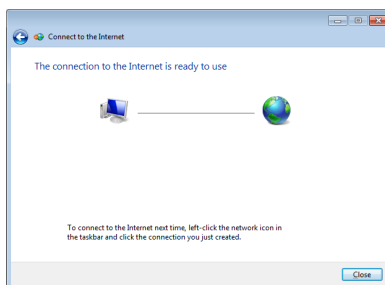 Connect to the Internet
The connection to the Internet is ready to use
To connect to the Internet next time, left-click the network icon in
the taskbar and click the connection you just created.
Close